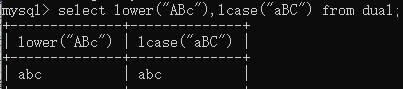 mysql> select lower("ABc"),lcase("aBC") from dual;
+--------------+--------------+
| lower("ABc") | lcase("aBC") |
+--------------+--------------+
| abc          | abc          |